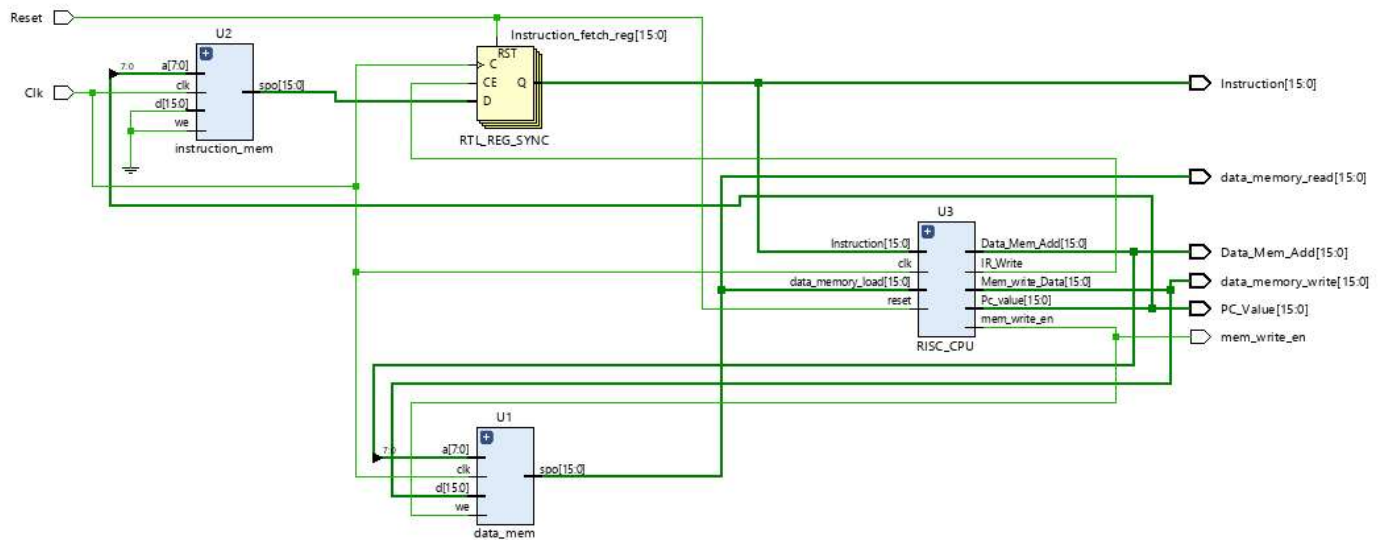 Reset
U2
a[7:0]
7:0
clk
d[15:0]
we
spo[15:0]
instruction_mem
Clk
Instruction_fetch_reg[15:0]
RST
C
CE
D
Q
RTL_REG_SYNC
Instruction[15:0]
data_memory_read[15:0]
U3
Instruction[15:0]
clk
data_memory_load[15:0]
reset
Data_Mem_Add[15:0]
IR_Write
Mem_write_Data[15:0]
Pc_value[15:0]
mem_write_en
RISC_CPU
Data_Mem_Add[15:0]
data_memory_write[15:0]
PC_Value[15:0]
mem_write_en
U1
7:0
a[7:0]
clk
d[15:0]
we
spo[15:0]
data_mem